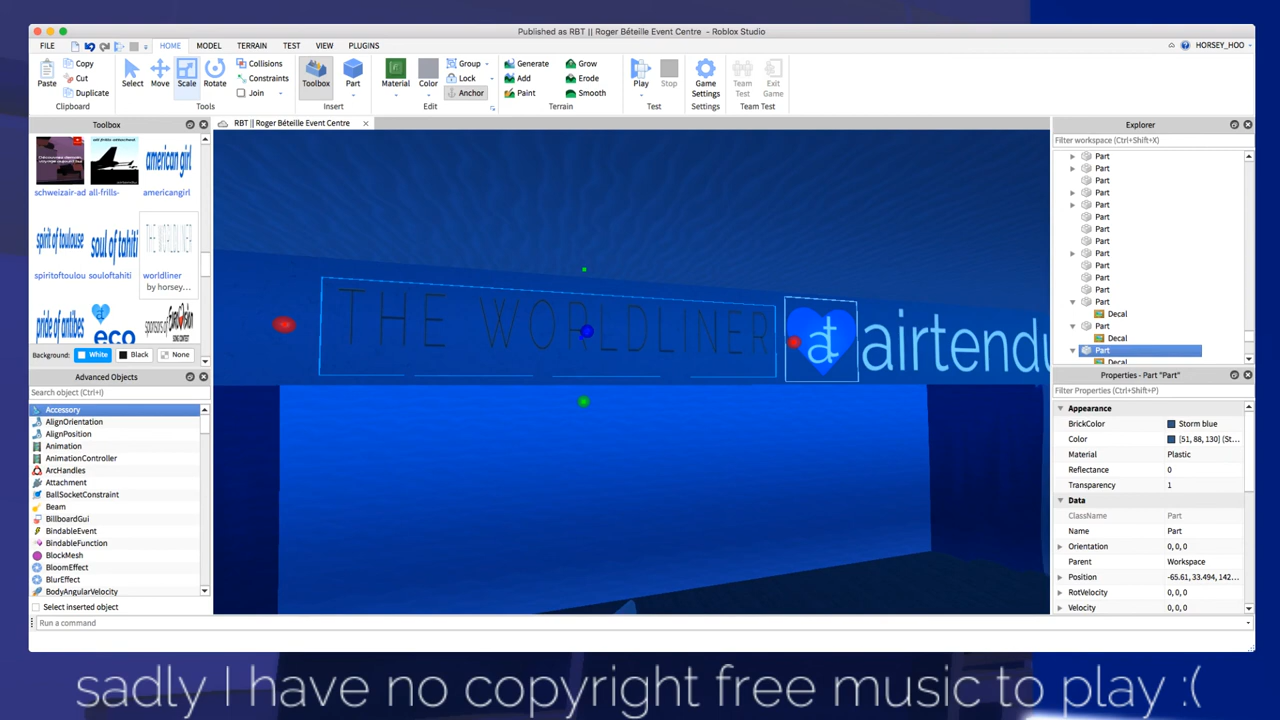 Published as RBT || Roger Béteille Event Centre – Roblox Studio
FILE HOME MODEL TERRAIN TEST VIEW PLUGINS HORSEY_HOO
Paste Copy Cut Duplicate Clipboard
Select Move Scale Rotate Collisions Constraints Join Tools
Toolbox Part Insert
Material Color Group Lock Anchor Edit
Generate Add Paint Grow Erode Smooth Terrain
Play Stop Test
Game Settings Settings
Team Test Exit Game Team Test
Toolbox
american girl
schweizair-ad all-frills- americangirl
spirit of toulouse soul of tahiti THE WORLDLINER
spiritoftoulou souloftahiti worldliner
by horsey...
pride of antibes eco sponsors of Eurovision
SONG CONTEST
Background: White Black None
Advanced Objects
Search object (Ctrl+I)
Accessory
AlignOrientation
AlignPosition
Animation
AnimationController
ArcHandles
Attachment
BallSocketConstraint
Beam
BillboardGui
BindableEvent
BindableFunction
BlockMesh
BloomEffect
BlurEffect
BodyAngularVelocity
Select inserted object
Run a command
RBT || Roger Béteille Event Centre
THE WORLDLINER at airtendu
Explorer
Filter workspace (Ctrl+Shift+X)
Part
Part
Part
Part
Part
Part
Part
Part
Part
Part
Part
Part
Part
Decal
Part
Decal
Part
Decal
Properties - Part "Part"
Filter Properties (Ctrl+Shift+P)
Appearance
BrickColor Storm blue
Color [51, 88, 130] (St...
Material Plastic
Reflectance 0
Transparency 1
Data
ClassName Part
Name Part
Orientation 0, 0, 0
Parent Workspace
Position -65.61, 33.494, 142...
RotVelocity 0, 0, 0
Velocity 0, 0, 0
sadly I have no copyright free music to play :(